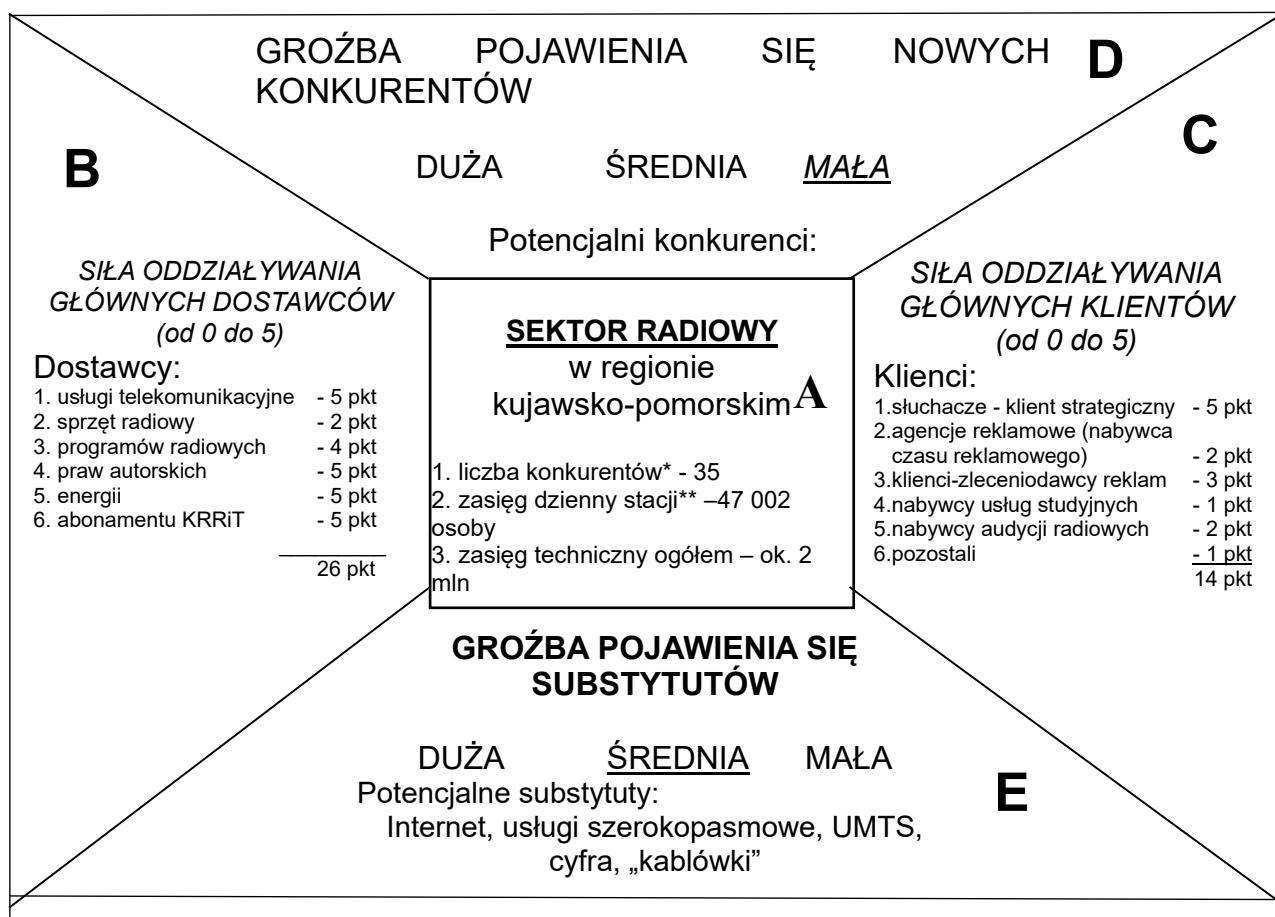 GROŹBA POJAWIENIA SIĘ NOWYCH
KONKURENTÓW
D
DUŻA ŚREDNIA MAŁA
Potencjalni konkurenci:
B
SIŁA ODDZIAŁYWANIA
GŁÓWNYCH DOSTAWCÓW
(od 0 do 5)
Dostawcy:
1. usługi telekomunikacyjne - 5 pkt
2. sprzęt radiowy - 2 pkt
3. programów radiowych - 4 pkt
4. praw autorskich - 5 pkt
5. energii - 5 pkt
6. abonamentu KRRiT - 5 pkt
26 pkt
SEKTOR RADIOWY
w regionie
kujawsko-pomorskim A
1. liczba konkurentów* - 35
2. zasięg dzienny stacji** –47 002
osoby
3. zasięg techniczny ogółem – ok. 2
mln
C
SIŁA ODDZIAŁYWANIA
GŁÓWNYCH KLIENTÓW
(od 0 do 5)
Klienci:
1.słuchacze - klient strategiczny - 5 pkt
2.agencje reklamowe (nabywca
czasu reklamowego) - 2 pkt
3.klienci-zleceniodawcy reklam - 3 pkt
4.nabywcy usług studyjnych - 1 pkt
5.nabywcy audycji radiowych - 2 pkt
6.pozostali - 1 pkt
14 pkt
GROŹBA POJAWIENIA SIĘ
SUBSTYTUTÓW
DUŻA ŚREDNIA MAŁA
E
Potencjalne substytuty:
Internet, usługi szerokopasmowe, UMTS,
cyfra, „kablówki”